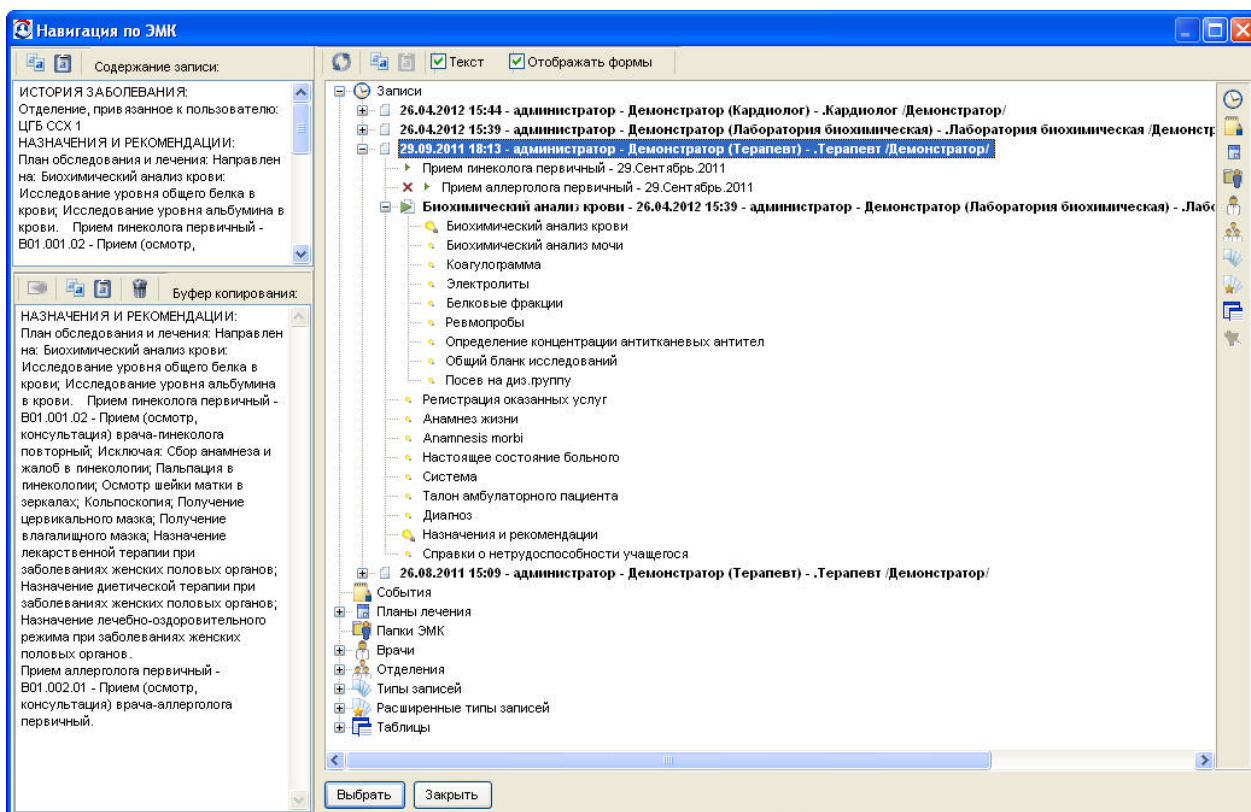 Навигация по ЭМК
Содержание записи:
ИСТОРИЯ ЗАБОЛЕВАНИЯ:
Отделение, привязанное к пользователю:
ЦГБ ССХ 1
НАЗНАЧЕНИЯ И РЕКОМЕНДАЦИИ:
План обследования и лечения: Направлен
на: Биохимический анализ крови:
Исследование уровня общего белка в
крови; Исследование уровня альбумина в
крови. Прием гинеколога первичный -
B01.001.02 - Прием (осмотр,
Буфер копирования:
НАЗНАЧЕНИЯ И РЕКОМЕНДАЦИИ:
План обследования и лечения: Направлен
на: Биохимический анализ крови:
Исследование уровня общего белка в
крови; Исследование уровня альбумина
в крови. Прием гинеколога первичный -
B01.001.02 - Прием (осмотр,
консультация) врача-гинеколога
повторный; Исключая: Сбор анамнеза и
жалоб в гинекологии; Пальпация в
гинекологии; Осмотр шейки матки в
зеркалах; Кольпоскопия; Получение
цервикального мазка; Получение
влагалищного мазка; Назначение
лекарственной терапии при
заболеваниях женских половых органов;
Назначение диетической терапии при
заболеваниях женских половых органов;
Назначение лечебно-оздоровительного
режима при заболеваниях женских
половых органов.
Прием аллерголога первичный -
B01.002.01 - Прием (осмотр,
консультация) врача-аллерголога
первичный.
Текст Отображать формы
Записи
26.04.2012 15:44 - администратор - Демонстратор (Кардиолог) - .Кардиолог /Демонстратор/
26.04.2012 15:39 - администратор - Демонстратор (Лаборатория биохимическая) - .Лаборатория биохимическая /Демонстр
29.09.2011 18:13 - администратор - Демонстратор (Терапевт) - .Терапевт /Демонстратор/
Прием гинеколога первичный - 29.Сентябрь.2011
Прием аллерголога первичный - 29.Сентябрь.2011
Биохимический анализ крови - 26.04.2012 15:39 - администратор - Демонстратор (Лаборатория биохимическая) - .Лабо
Биохимический анализ крови
Биохимический анализ мочи
Коагулограмма
Электролиты
Белковые фракции
Ревмопробы
Определение концентрации антитканевых антител
Общий бланк исследований
Посев на диз.группу
Регистрация оказанных услуг
Анамнез жизни
Anamnesis morbi
Настоящее состояние больного
Система
Талон амбулаторного пациента
Диагноз
Назначения и рекомендации
Справки о нетрудоспособности учащегося
26.08.2011 15:09 - администратор - Демонстратор (Терапевт) - .Терапевт /Демонстратор/
События
Планы лечения
Папки ЭМК
Врачи
Отделения
Типы записей
Расширенные типы записей
Таблицы
Выбрать Закрыть